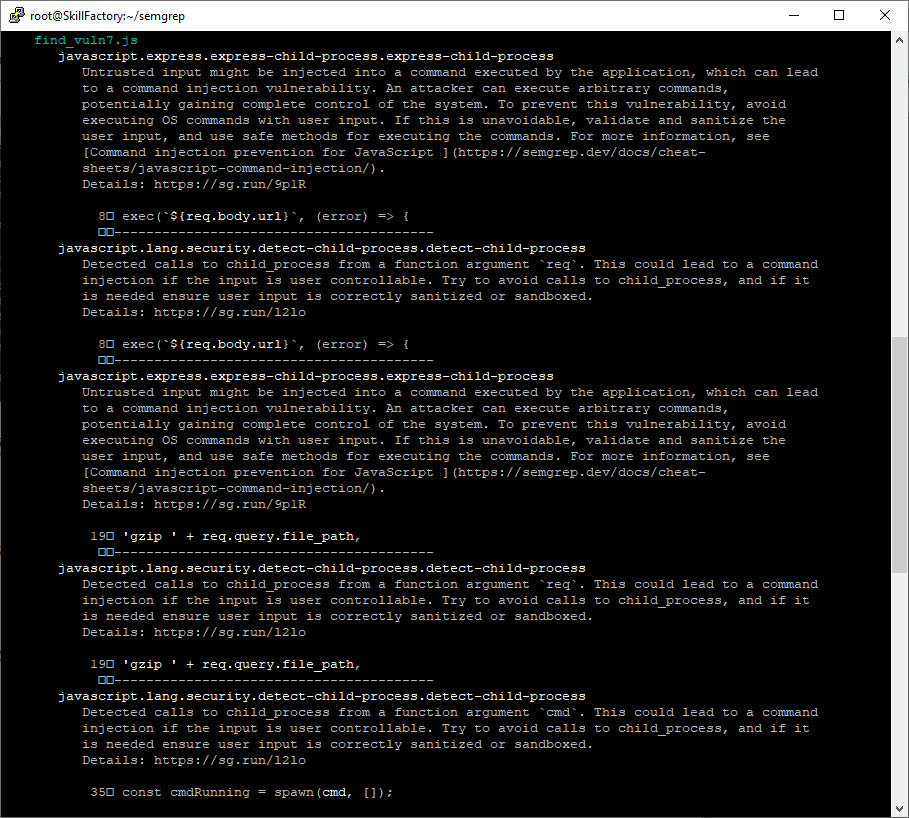 root@SkillFactory:~/semgrep
find_vuln7.js
javascript.express.express-child-process.express-child-process
Untrusted input might be injected into a command executed by the application, which can lead
to a command injection vulnerability. An attacker can execute arbitrary commands,
potentially gaining complete control of the system. To prevent this vulnerability, avoid
executing OS commands with user input. If this is unavoidable, validate and sanitize the
user input, and use safe methods for executing the commands. For more information, see
[Command injection prevention for JavaScript ](https://semgrep.dev/docs/cheat-
sheets/javascript-command-injection/).
Details: https://sg.run/9p1R
8▯ exec(`${req.body.url}`, (error) => {
▯▯----------------------------------------
javascript.lang.security.detect-child-process.detect-child-process
Detected calls to child_process from a function argument `req`. This could lead to a command
injection if the input is user controllable. Try to avoid calls to child_process, and if it
is needed ensure user input is correctly sanitized or sandboxed.
Details: https://sg.run/l2lo
8▯ exec(`${req.body.url}`, (error) => {
▯▯----------------------------------------
javascript.express.express-child-process.express-child-process
Untrusted input might be injected into a command executed by the application, which can lead
to a command injection vulnerability. An attacker can execute arbitrary commands,
potentially gaining complete control of the system. To prevent this vulnerability, avoid
executing OS commands with user input. If this is unavoidable, validate and sanitize the
user input, and use safe methods for executing the commands. For more information, see
[Command injection prevention for JavaScript ](https://semgrep.dev/docs/cheat-
sheets/javascript-command-injection/).
Details: https://sg.run/9p1R
19▯ 'gzip ' + req.query.file_path,
▯▯----------------------------------------
javascript.lang.security.detect-child-process.detect-child-process
Detected calls to child_process from a function argument `req`. This could lead to a command
injection if the input is user controllable. Try to avoid calls to child_process, and if it
is needed ensure user input is correctly sanitized or sandboxed.
Details: https://sg.run/l2lo
19▯ 'gzip ' + req.query.file_path,
▯▯----------------------------------------
javascript.lang.security.detect-child-process.detect-child-process
Detected calls to child_process from a function argument `cmd`. This could lead to a command
injection if the input is user controllable. Try to avoid calls to child_process, and if it
is needed ensure user input is correctly sanitized or sandboxed.
Details: https://sg.run/l2lo
35▯ const cmdRunning = spawn(cmd, []);